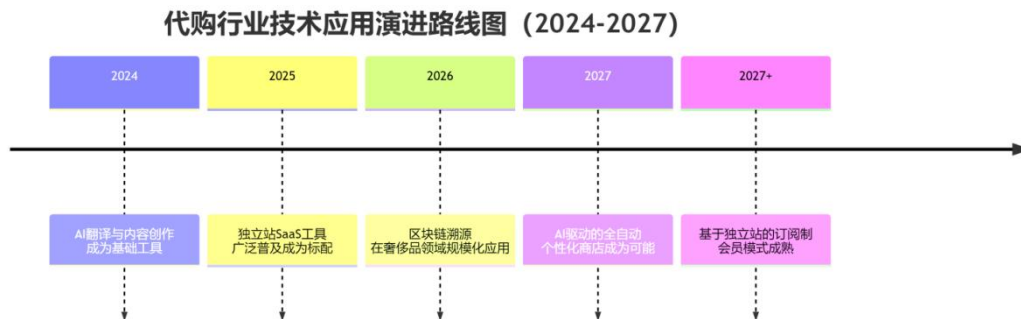 代购行业技术应用演进路线图（2024-2027）
2024
2025
2026
2027
2027+
AI翻译与内容创作
成为基础工具
独立站SaaS工具
广泛普及成为标配
区块链溯源
在奢侈品领域规模化应用
AI驱动的全自动
个性化商店成为可能
基于独立站的订阅制
会员模式成熟